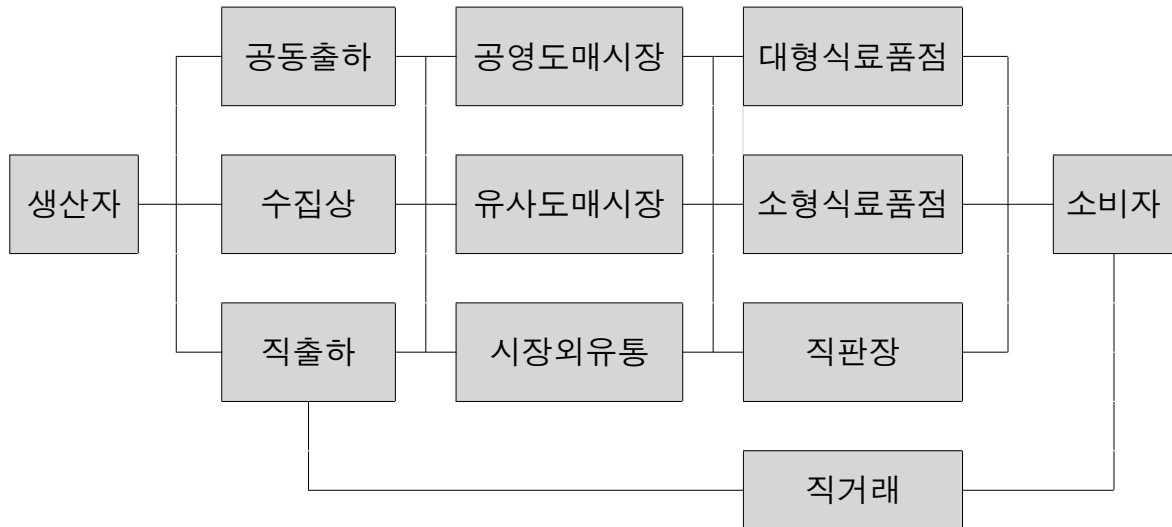 공동출하
공영도매시장
대형식료품점
생산자
수집상
유사도매시장
소형식료품점
소비자
직출하
시장외유통
직판장
직거래